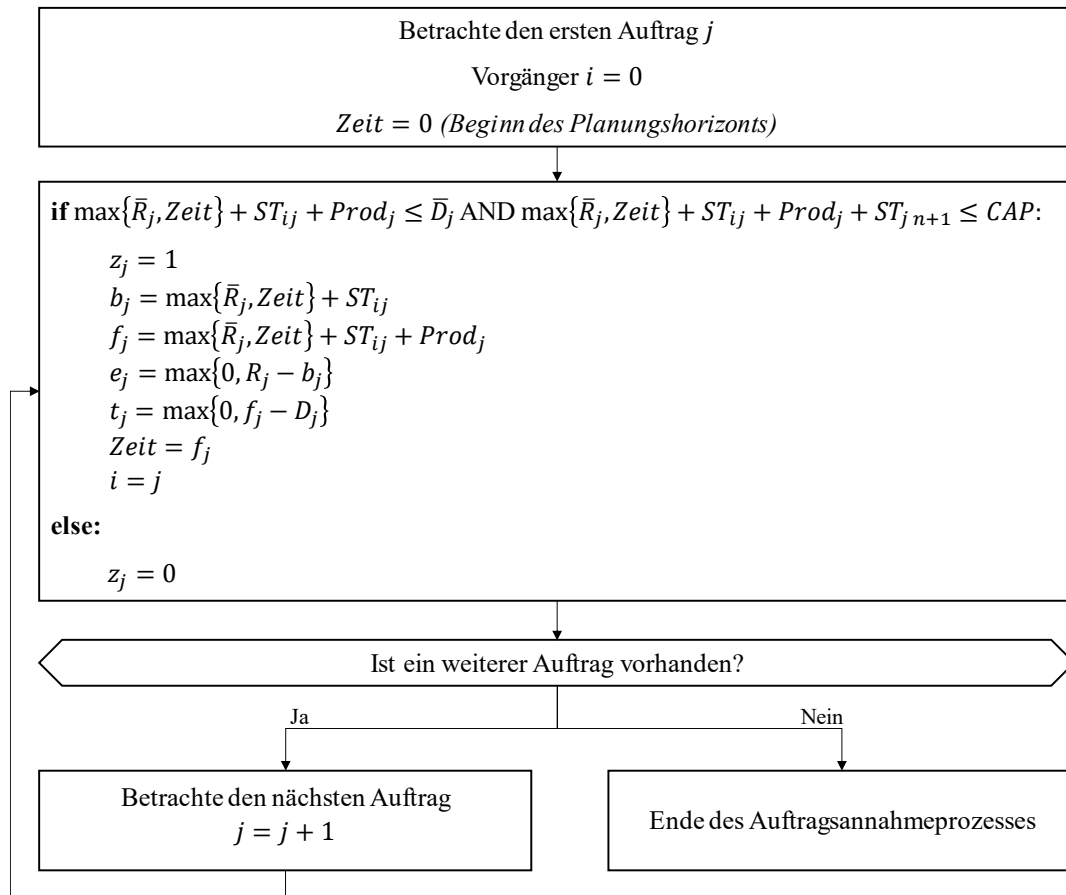 Betrachte den ersten Auftrag j
Vorgänger i = 0
Zeit = 0 (Beginn des Planungshorizonts)
if max{R̄_j, Zeit} + ST_ij + Prod_j ≤ D̄_j AND max{R̄_j, Zeit} + ST_ij + Prod_j + ST_j n+1 ≤ CAP:
z_j = 1
b_j = max{R̄_j, Zeit} + ST_ij
f_j = max{R̄_j, Zeit} + ST_ij + Prod_j
e_j = max{0, R_j − b_j}
t_j = max{0, f_j − D_j}
Zeit = f_j
i = j
else:
z_j = 0
Ist ein weiterer Auftrag vorhanden?
Ja
Nein
Betrachte den nächsten Auftrag
j = j + 1
Ende des Auftragsannahmeprozesses